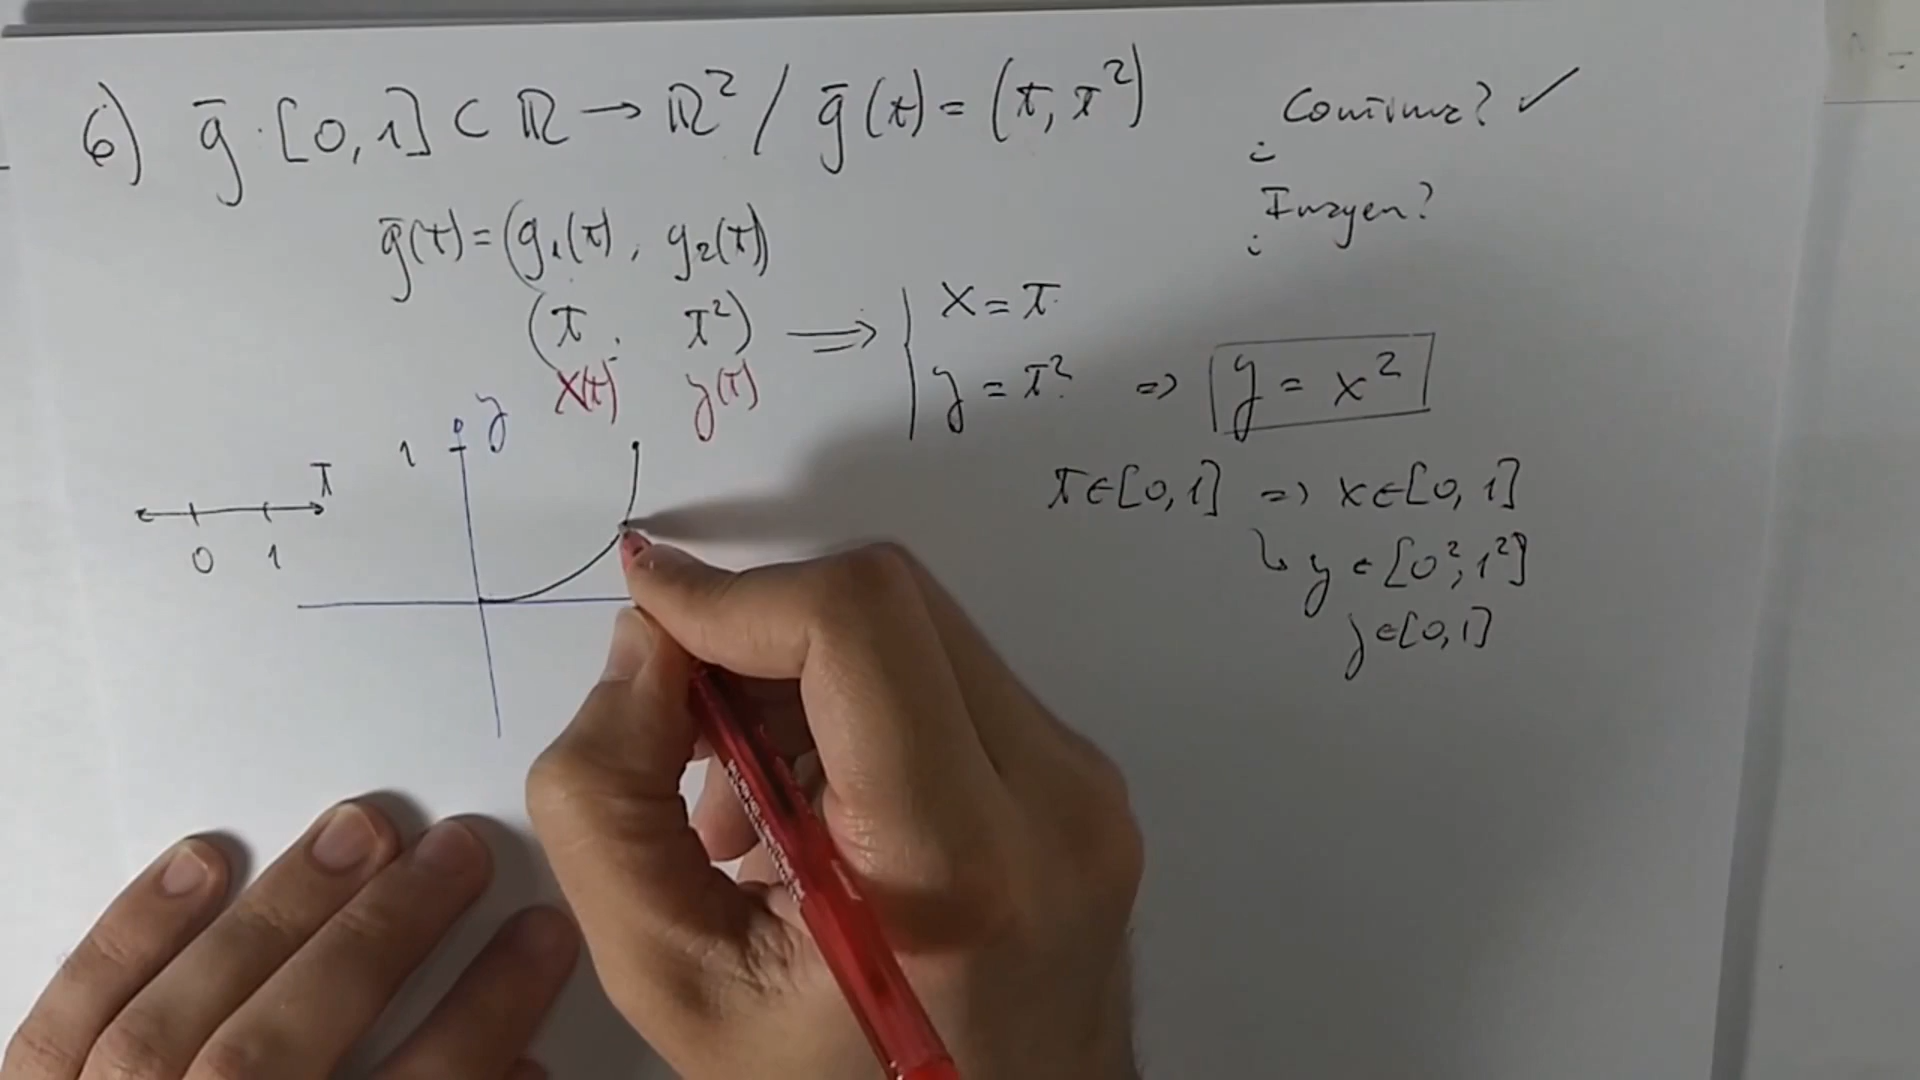 6) ḡ: [0,1] ⊂ ℝ → ℝ² / ḡ(t) = (t, t²)
¿Continua? ✓
¿Imagen?
ḡ(t) = (g₁(t), g₂(t))
(t, t²) ⟹ { x = t
x(t) y(t)
y = t² ⇒ y = x²
y
1
t
0 1
t ∈ [0,1] ⇒ x ∈ [0,1]
↳ y ∈ [0²; 1²]
y ∈ [0,1]